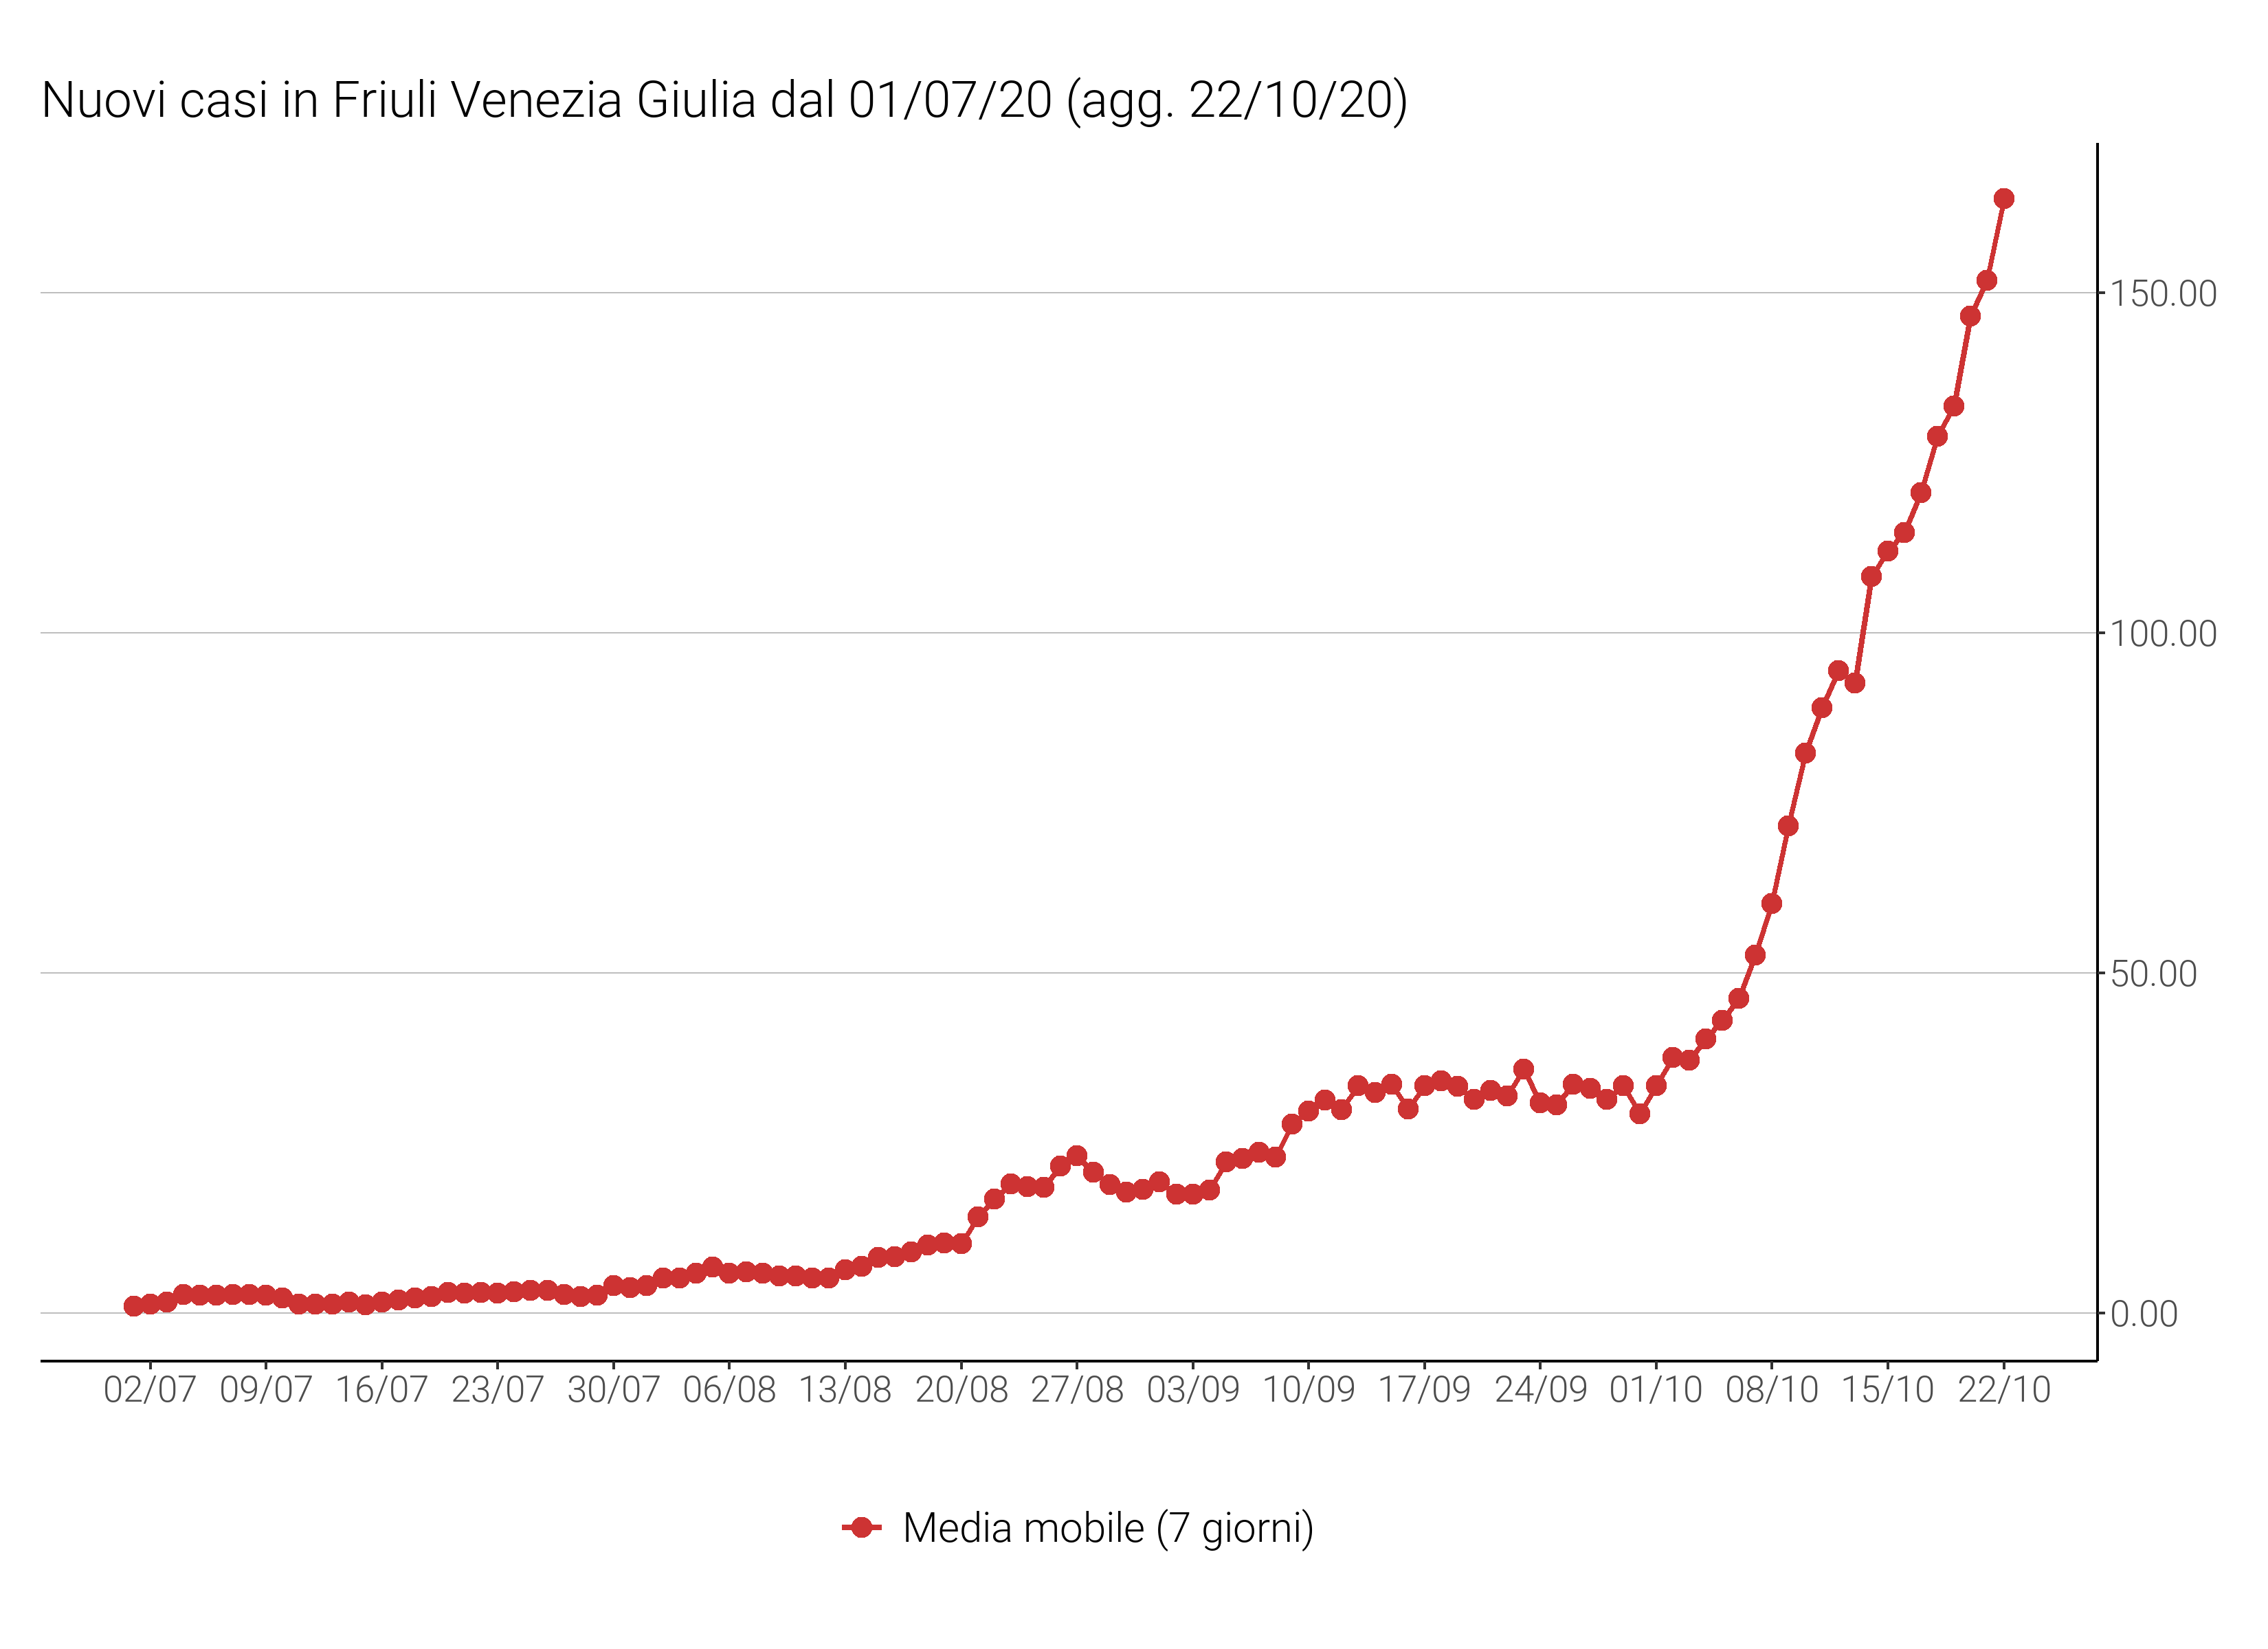 Nuovi casi in Friuli Venezia Giulia dal 01/07/20 (agg. 22/10/20)
150.00
100.00
50.00
0.00
02/07 09/07 16/07 23/07 30/07 06/08 13/08 20/08 27/08 03/09 10/09 17/09 24/09 01/10 08/10 15/10 22/10
Media mobile (7 giorni)